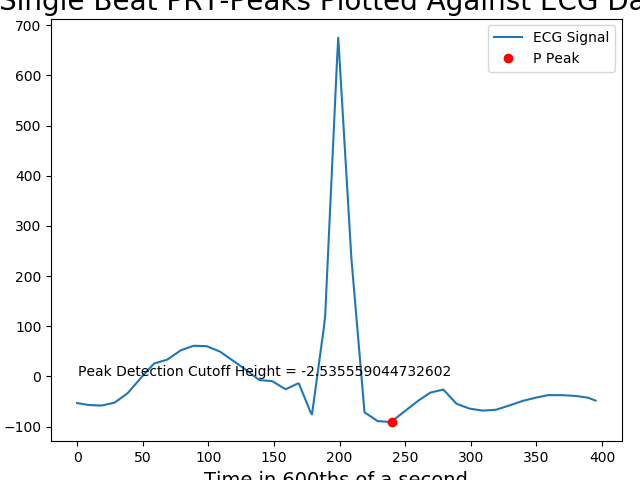 Single Beat PRT-Peaks Plotted Against ECG Da
ECG Signal
P Peak
700
600
500
400
300
200
100
0
−100
Peak Detection Cutoff Height = -2.535559044732602
0 50 100 150 200 250 300 350 400
Time in 600ths of a second